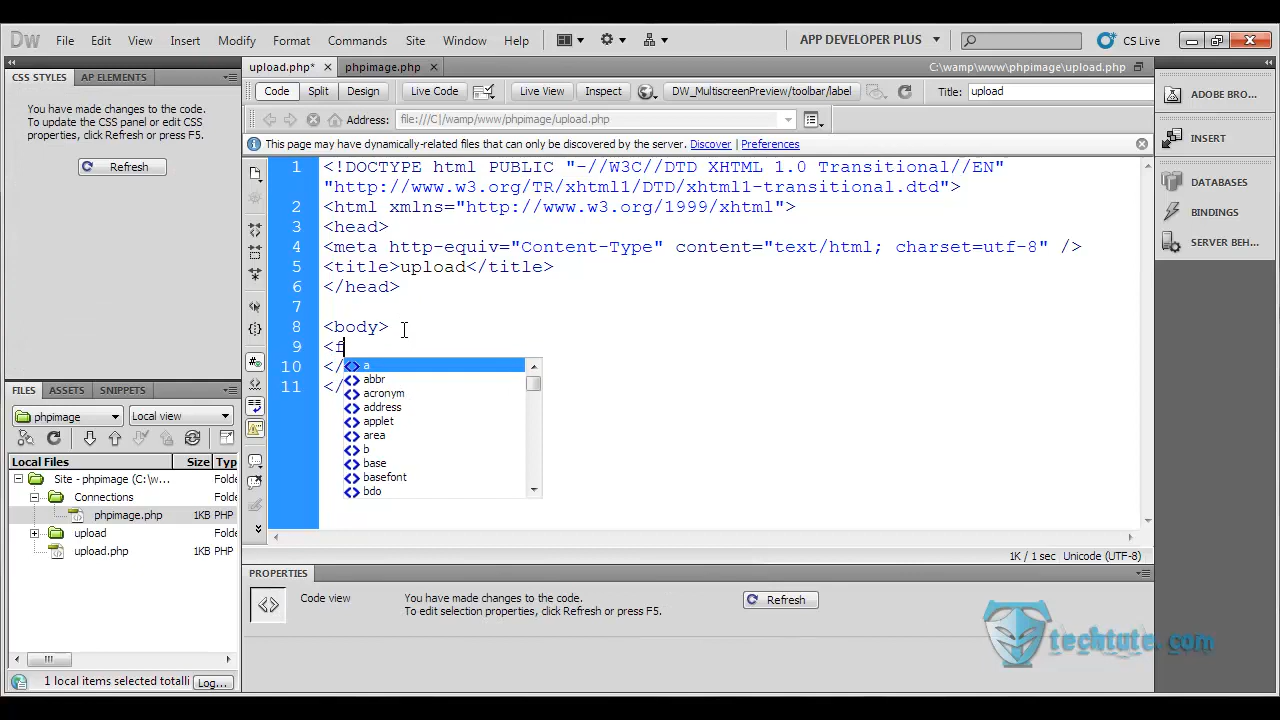 Dw File Edit View Insert Modify Format Commands Site Window Help APP DEVELOPER PLUS CS Live
CSS STYLES AP ELEMENTS
You have made changes to the code.
To update the CSS panel or edit CSS
properties, click Refresh or press F5.
Refresh
upload.php* × phpimage.php × C:\wamp\www\phpimage\upload.php
Code Split Design Live Code Live View Inspect DW_MultiscreenPreview/toolbar/label Title: upload
Address: file:///C|/wamp/www/phpimage/upload.php
This page may have dynamically-related files that can only be discovered by the server. Discover | Preferences
1 <!DOCTYPE html PUBLIC "-//W3C//DTD XHTML 1.0 Transitional//EN"
"http://www.w3.org/TR/xhtml1/DTD/xhtml1-transitional.dtd">
2 <html xmlns="http://www.w3.org/1999/xhtml">
3 <head>
4 <meta http-equiv="Content-Type" content="text/html; charset=utf-8" />
5 <title>upload</title>
6 </head>
7
8 <body>
9 <f
10 </
11 </
a
abbr
acronym
address
applet
area
b
base
basefont
bdo
ADOBE BRO...
INSERT
DATABASES
BINDINGS
SERVER BEH...
FILES ASSETS SNIPPETS
phpimage Local view
Local Files Size Typ
Site - phpimage (C:\w... Folde
Connections Folde
phpimage.php 1KB PHP
upload Folde
upload.php 1KB PHP
1 local items selected totalli Log...
1K / 1 sec Unicode (UTF-8)
PROPERTIES
Code view
You have made changes to the code.
To edit selection properties, click Refresh or press F5.
Refresh
techtute.com